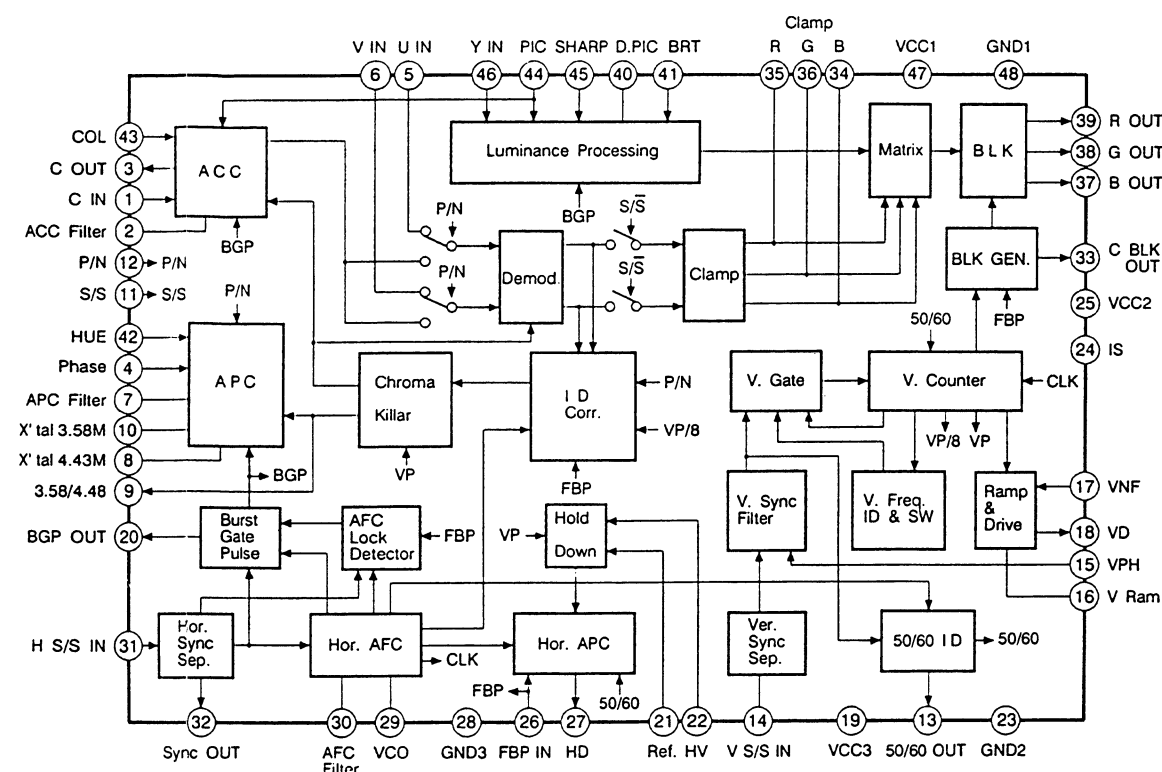 Clamp
V IN U IN Y IN PIC SHARP D.PIC BRT R G B VCC1 GND1
6 5 46 44 45 40 41 35 36 34 47 48
COL 43
C OUT 3
C IN 1
ACC Filter 2
P/N 12 P/N
S/S 11 S/S
HUE 42
Phase 4
APC Filter 7
X' tal 3.58M 10
X' tal 4.43M 8
3.58/4.48 9
BGP OUT 20
H S/S IN 31
ACC
BGP
P/N
APC
BGP
Luminance Processing
BGP
P/N
P/N
Demod.
S/S̅
S/S̅
Clamp
Matrix
BLK
39 R OUT
38 G OUT
37 B OUT
BLK GEN.
FBP
33 C BLK
OUT
25 VCC2
24 IS
Chroma
Killar
VP
ID
Corr.
P/N
VP/8
FBP
V. Gate
50/60
V. Counter
CLK
VP/8 VP
V. Sync
Filter
V. Freq.
ID & SW
Ramp
&
Drive
17 VNF
18 VD
15 VPH
16 V Ram
Burst
Gate
Pulse
AFC
Lock
Detector
FBP
VP
Hold
Down
Hor.
Sync
Sep.
Hor. AFC
CLK
Hor. APC
FBP
50/60
Ver.
Sync
Sep.
50/60 ID
50/60
32 30 29 28 26 27 21 22 14 19 13 23
Sync OUT AFC VCO GND3 FBP IN HD Ref. HV V S/S IN VCC3 50/60 OUT GND2
Filter